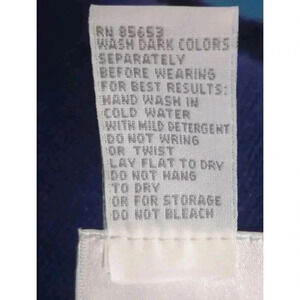 RN 85653
WASH DARK COLORS
SEPARATELY
BEFORE WEARING
FOR BEST RESULTS:
HAND WASH IN
COLD WATER
WITH MILD DETERGENT
DO NOT WRING
OR TWIST
LAY FLAT TO DRY
DO NOT HANG
TO DRY
OR FOR STORAGE
DO NOT BLEACH